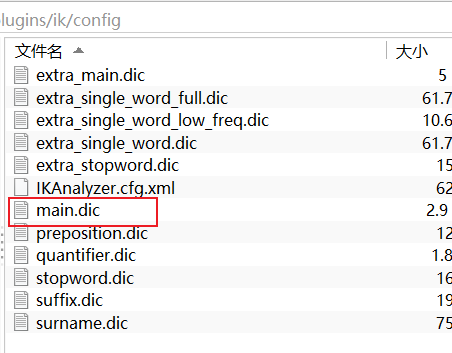 plugins/ik/config
文件名 大小
extra_main.dic 5
extra_single_word_full.dic 61.7
extra_single_word_low_freq.dic 10.6
extra_single_word.dic 61.7
extra_stopword.dic 15
IKAnalyzer.cfg.xml 62
main.dic 2.9
preposition.dic 12
quantifier.dic 1.8
stopword.dic 16
suffix.dic 19
surname.dic 75